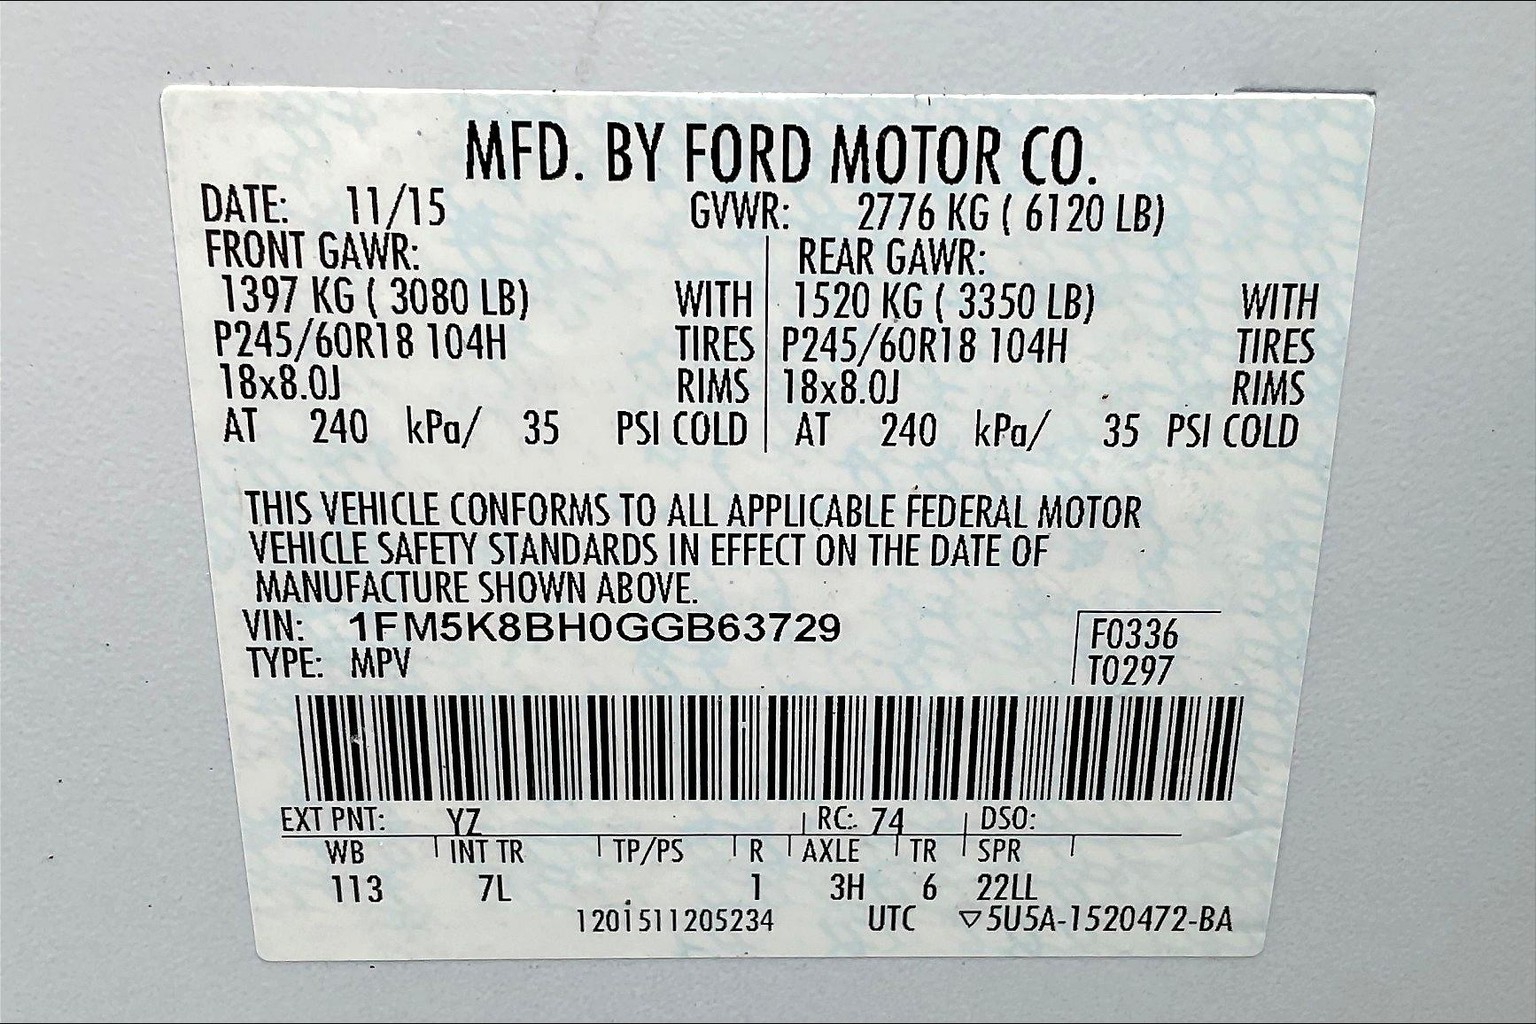 MFD. BY FORD MOTOR CO.
DATE: 11/15 GVWR: 2776 KG ( 6120 LB)
FRONT GAWR: REAR GAWR:
1397 KG ( 3080 LB) WITH 1520 KG ( 3350 LB) WITH
P245/60R18 104H TIRES P245/60R18 104H TIRES
18x8.0J RIMS 18x8.0J RIMS
AT 240 kPa/ 35 PSI COLD AT 240 kPa/ 35 PSI COLD
THIS VEHICLE CONFORMS TO ALL APPLICABLE FEDERAL MOTOR
VEHICLE SAFETY STANDARDS IN EFFECT ON THE DATE OF
MANUFACTURE SHOWN ABOVE.
VIN: 1FM5K8BH0GGB63729 F0336
TYPE: MPV T0297
EXT PNT: YZ RC: 74 DSO:
WB INT TR TP/PS R AXLE TR SPR
113 7L 1 3H 6 22LL
1201511205234 UTC ▽5U5A-1520472-BA